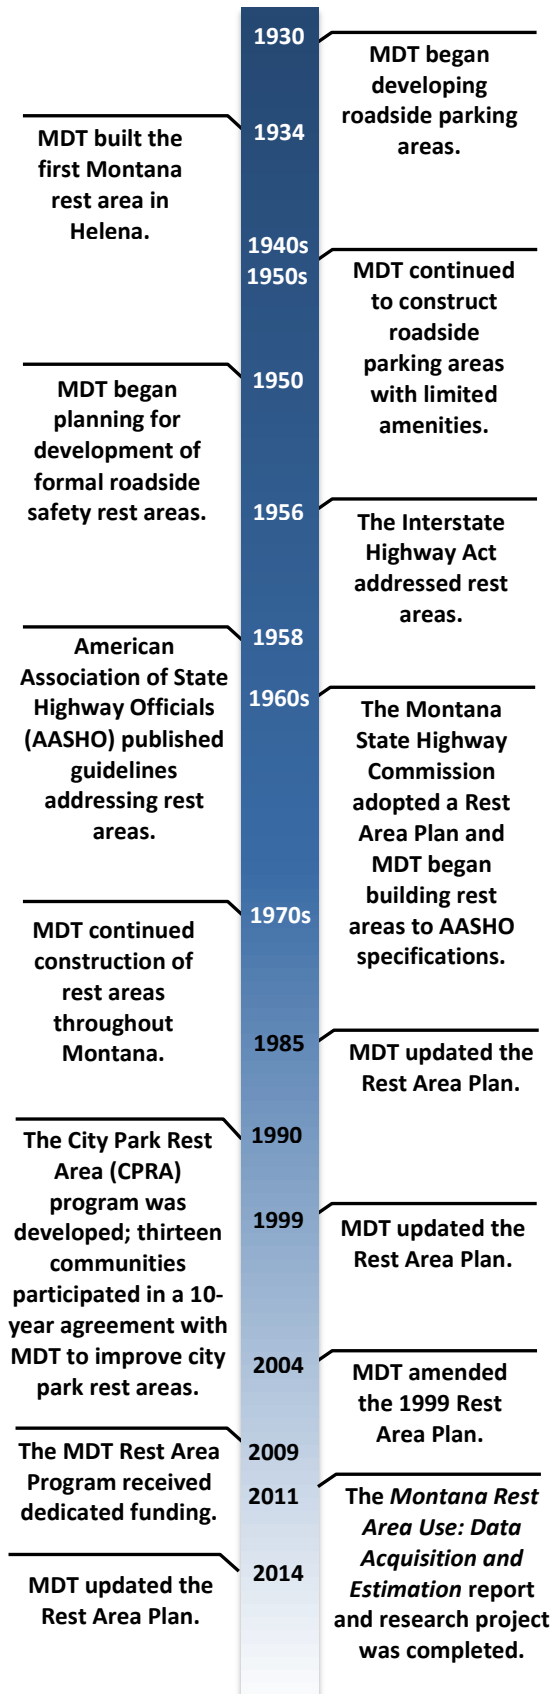 1930
MDT began
developing
roadside parking
areas.
1934
MDT built the
first Montana
rest area in
Helena.
1940s
1950s
MDT continued
to construct
roadside
parking areas
with limited
amenities.
1950
MDT began
planning for
development of
formal roadside
safety rest areas.
1956
The Interstate
Highway Act
addressed rest
areas.
1958
American
Association of State
Highway Officials
(AASHO) published
guidelines
addressing rest
areas.
1960s
The Montana
State Highway
Commission
adopted a Rest
Area Plan and
MDT began
building rest
areas to AASHO
specifications.
1970s
MDT continued
construction of
rest areas
throughout
Montana.
1985
MDT updated the
Rest Area Plan.
1990
The City Park Rest
Area (CPRA)
program was
developed; thirteen
communities
participated in a 10-
year agreement with
MDT to improve city
park rest areas.
1999
MDT updated the
Rest Area Plan.
2004
MDT amended
the 1999 Rest
Area Plan.
2009
The MDT Rest Area
Program received
dedicated funding.
2011
The Montana Rest
Area Use: Data
Acquisition and
Estimation report
and research project
was completed.
2014
MDT updated the
Rest Area Plan.